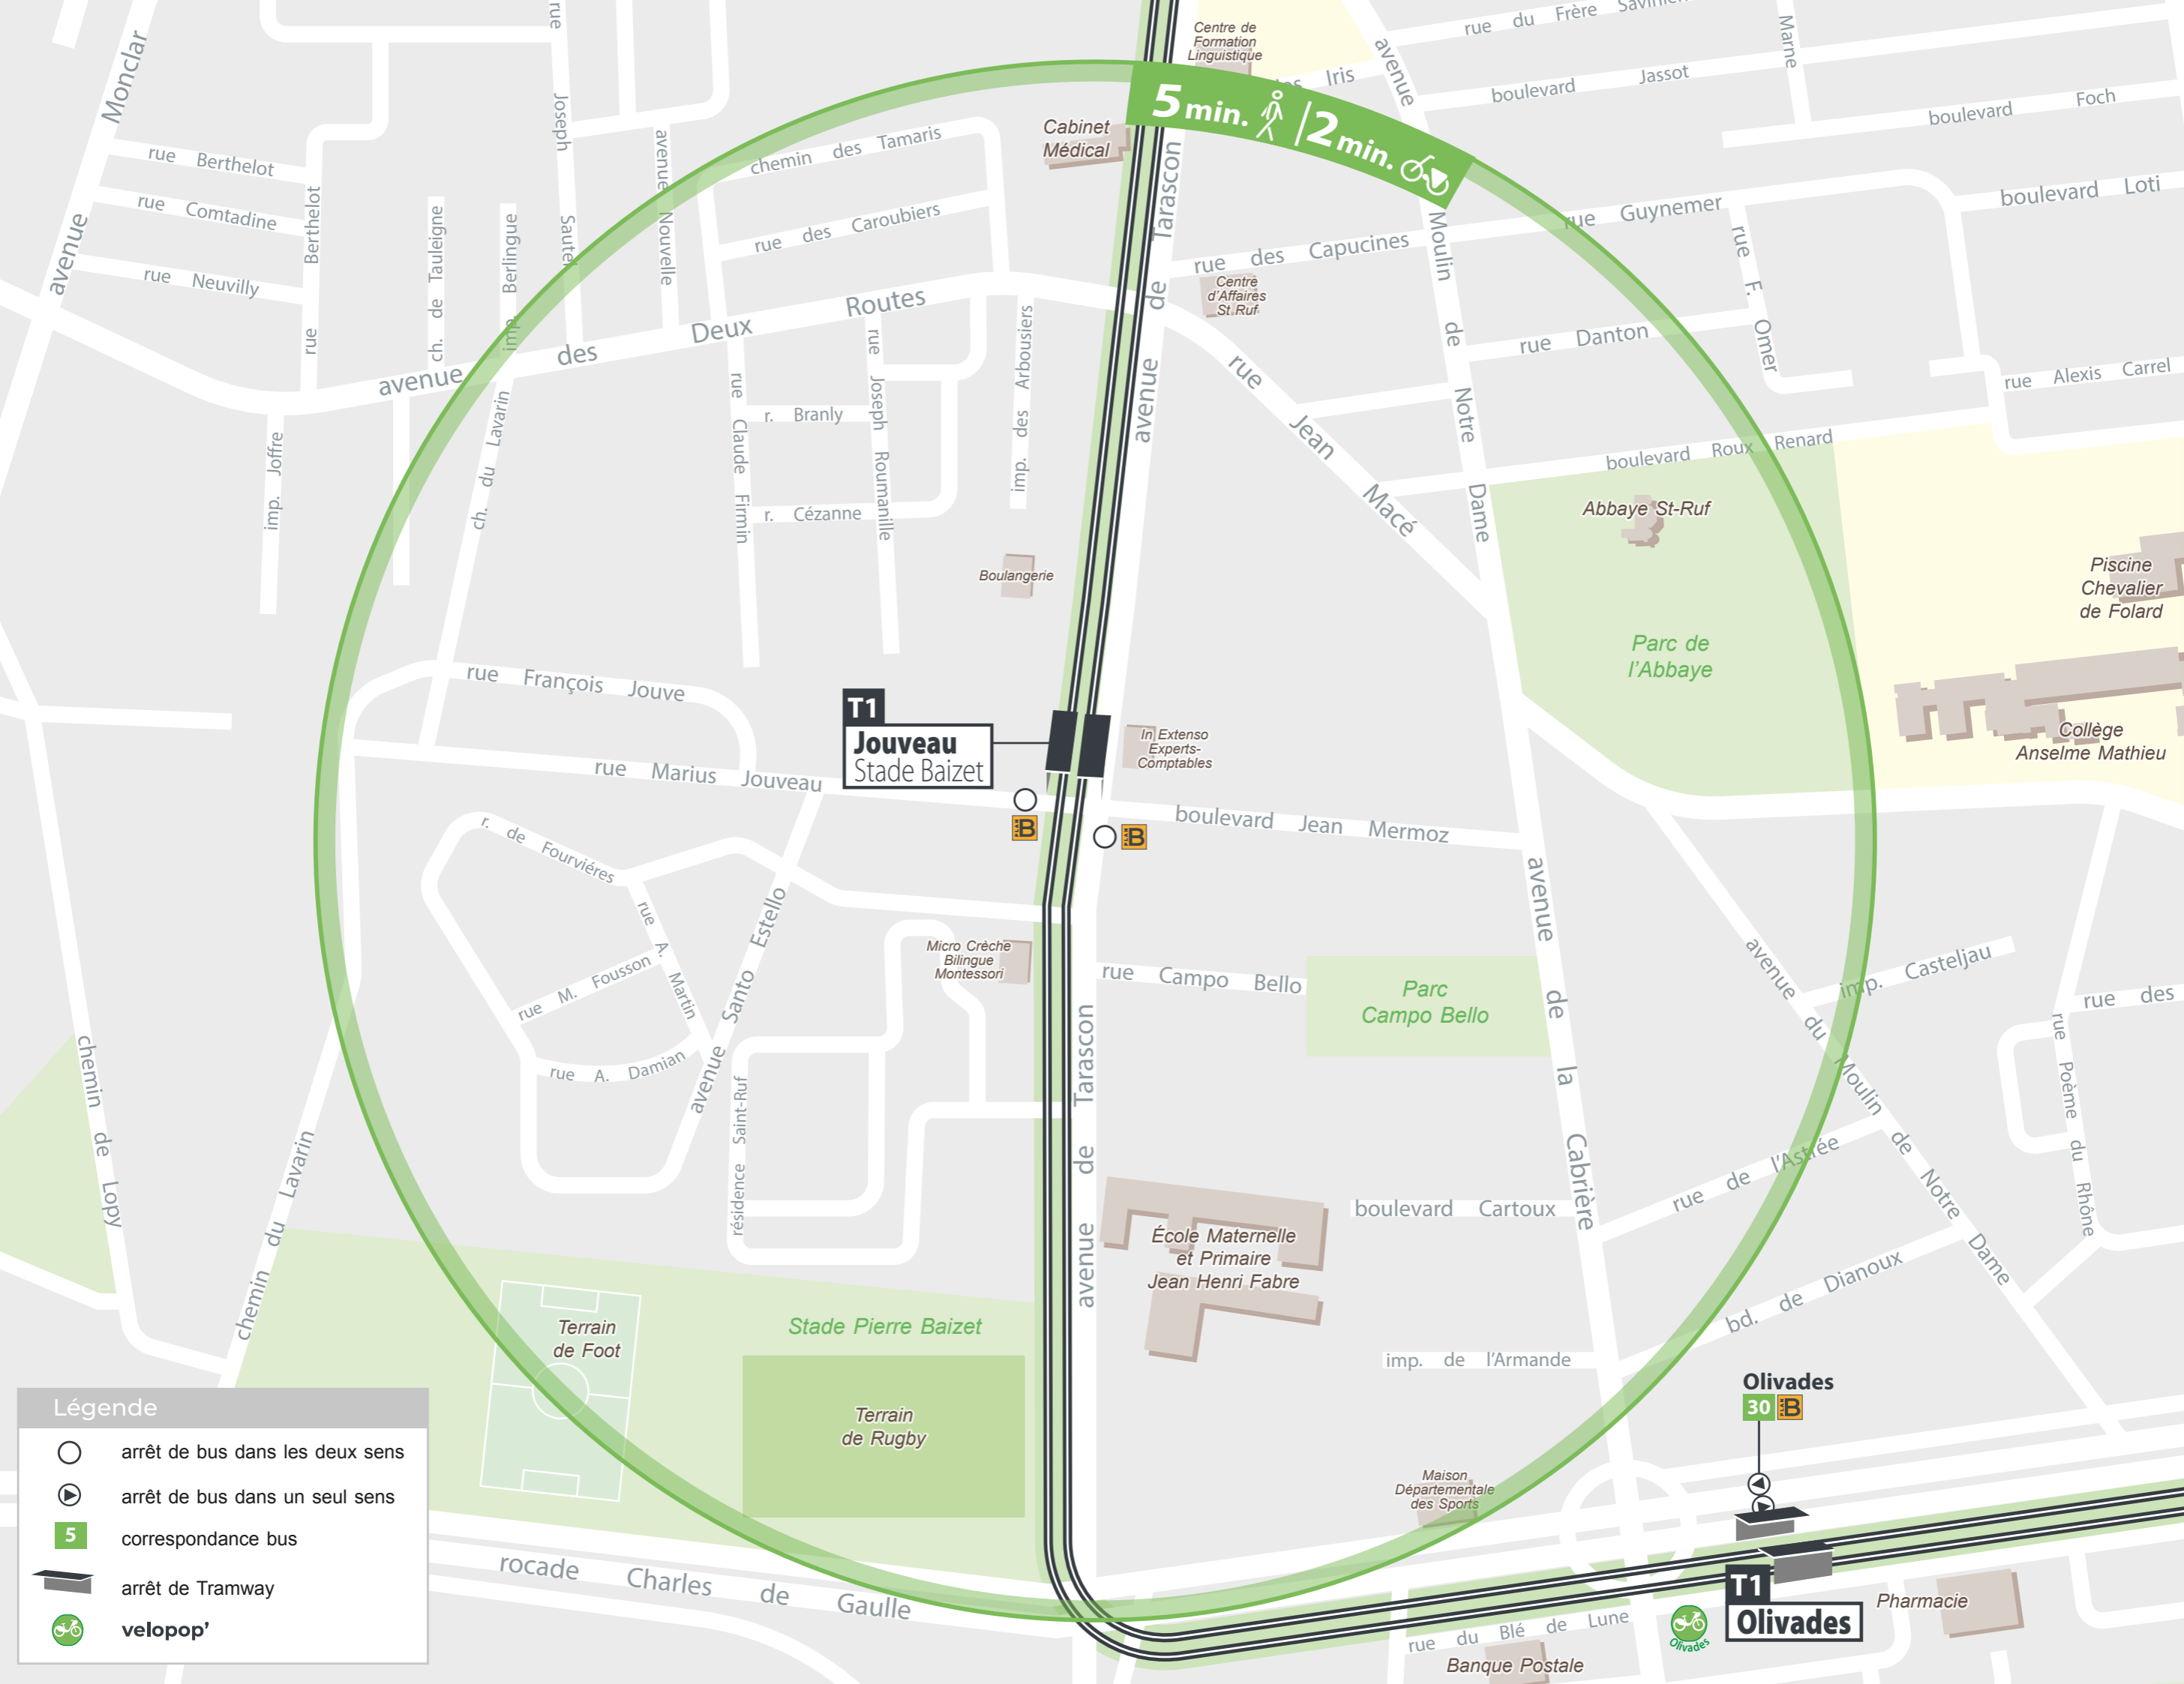 5 min. / 2 min.
Centre de
Formation
Linguistique
Iris
rue du Frère
avenue
Marne
boulevard Jassot
boulevard Foch
boulevard Loti
avenue Monclar
rue Berthelot
rue Comtadine
rue Neuvilly
rue Berthelot
ch. de Tauleigne
imp. Berlingue
rue Joseph Sautel
avenue Nouvelle
chemin des Tamaris
rue des Caroubiers
Cabinet
Médical
avenue de Tarascon
rue des Capucines
rue Guynemer
Centre
d'Affaires
St Ruf
rue Danton
rue F. Omer
rue Alexis Carrel
avenue des Deux Routes
imp. Joffre
ch. du Lavarin
rue Claude Firmin
r. Branly
r. Cézanne
rue Joseph Roumanille
imp. des Arbousiers
rue Jean Macé
Moulin de Notre Dame
boulevard Roux Renard
Abbaye St-Ruf
Parc de
l'Abbaye
Piscine
Chevalier
de Folard
Collège
Anselme Mathieu
Boulangerie
rue François Jouve
rue Marius Jouveau
T1
Jouveau
Stade Baizet
In Extenso
Experts-
Comptables
PLAN B
PLAN B
boulevard Jean Mermoz
r. de Fourviéres
rue A. Martin
rue M. Fousson
rue A. Damian
avenue Santo Estello
résidence Saint-Ruf
Micro Crèche
Bilingue
Montessori
rue Campo Bello
Parc
Campo Bello
avenue de la Cabrière
avenue du Moulin de Notre Dame
imp. Casteljau
rue des
rue Poème du Rhône
rue de l'Astrée
boulevard Cartoux
bd. de Dianoux
imp. de l'Armande
chemin de Lopy
chemin du Lavarin
avenue de Tarascon
École Maternelle
et Primaire
Jean Henri Fabre
Stade Pierre Baizet
Terrain
de Foot
Terrain
de Rugby
Maison
Départementale
des Sports
Olivades
30 PLAN B
T1
Olivades
Olivades
Pharmacie
rue du Blé de Lune
Banque Postale
rocade Charles de Gaulle
Légende
arrêt de bus dans les deux sens
arrêt de bus dans un seul sens
5 correspondance bus
arrêt de Tramway
velopop'